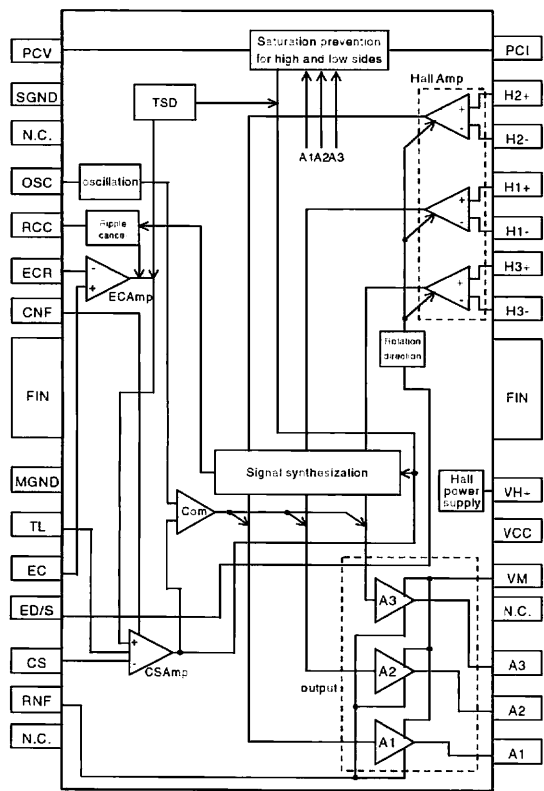 PCV
SGND
N.C.
OSC
RCC
ECR
CNF
FIN
MGND
TL
EC
ED/S
CS
RNF
N.C.
Saturation prevention
for high and low sides
TSD
A1A2A3
Hall Amp
oscillation
Ripple
cance
-
+
ECAmp
+
-
+
-
+
-
Rotation
direction
Signal synthesization
Com
Hall
power
supply
+
-
CSAmp
output
A3
A2
A1
PCI
H2+
H2-
H1+
H1-
H3+
H3-
FIN
VH+
VCC
VM
N.C.
A3
A2
A1